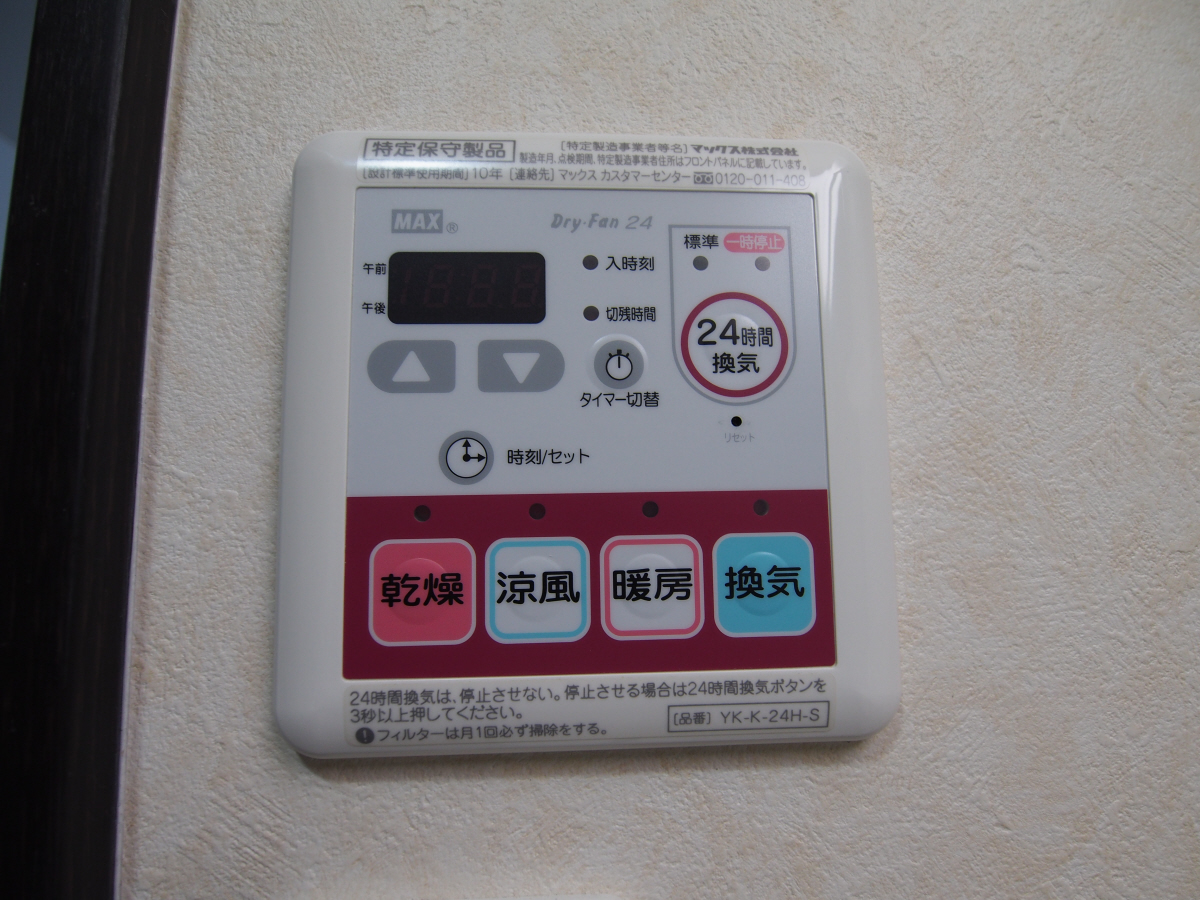 特定保守製品 [特定製造事業者等名] マックス株式会社
製造年月、点検期間、特定製造事業者住所はフロントパネルに記載しています。
[設計標準使用期間] 10年 [連絡先] マックス カスタマーセンター 0120-011-408
MAX® Dry-Fan 24
標準 一時停止
午前
入時刻
午後
切残時間
24時間
換気
タイマー切替
リセット
時刻/セット
乾燥 涼風 暖房 換気
24時間換気は、停止させない。停止させる場合は24時間換気ボタンを
3秒以上押してください。
フィルターは月1回必ず掃除をする。
[品番] YK-K-24H-S